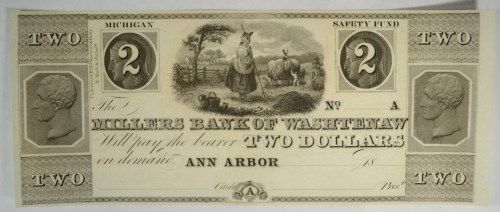 MICHIGAN SAFETY FUND
TWO 2 2 TWO
The Nº A
MILLERS BANK OF WASHTENAW
Will pay the bearer TWO DOLLARS
on demand ANN ARBOR 18
TWO TWO
Cash. A Pres.